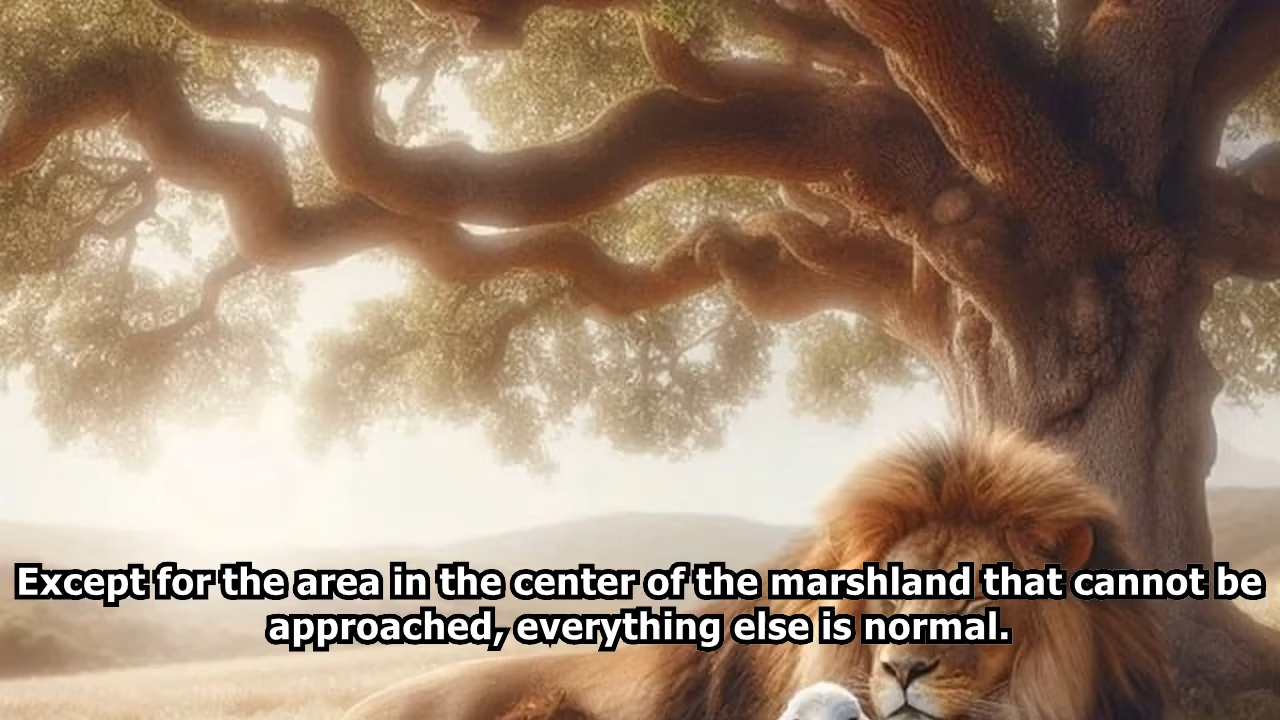 Except for the area in the center of the marshland that cannot be
approached, everything else is normal.